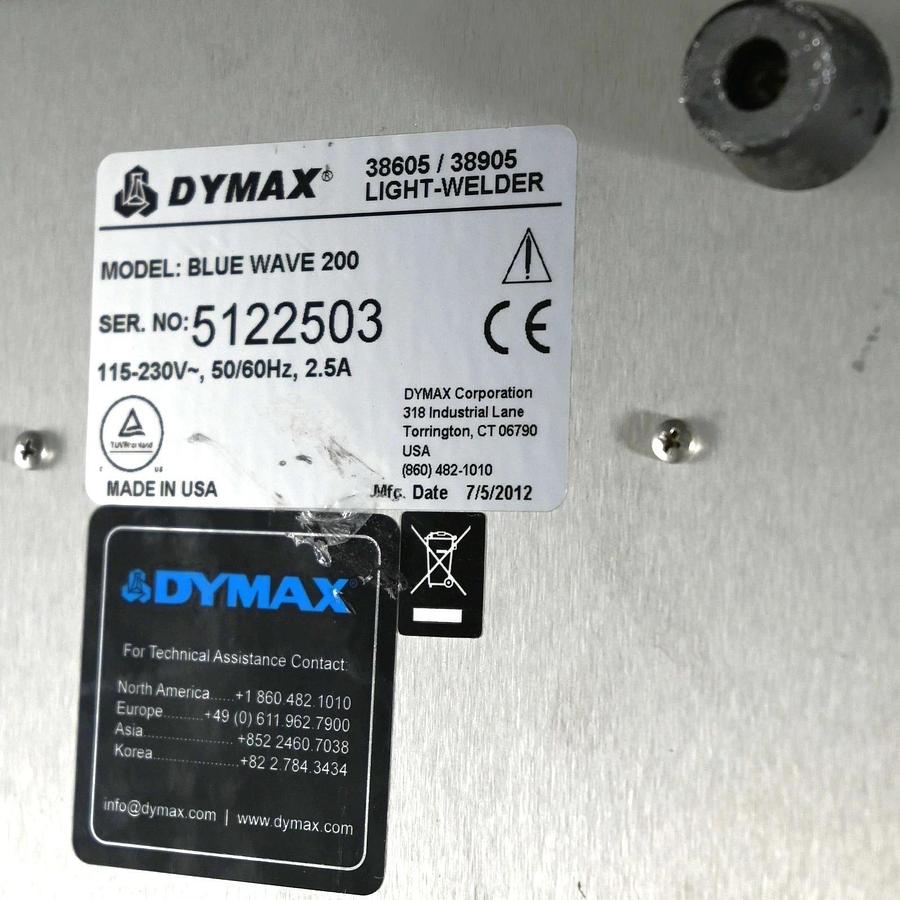 DYMAX®
38605 / 38905
LIGHT-WELDER
MODEL: BLUE WAVE 200
SER. NO: 5122503
115-230V~, 50/60Hz, 2.5A
CE
DYMAX Corporation
318 Industrial Lane
Torrington, CT 06790
USA
(860) 482-1010
TUVRheinland
C US
MADE IN USA
Mfg. Date 7/5/2012
DYMAX
For Technical Assistance Contact:
North America......+1 860.482.1010
Europe..........+49 (0) 611.962.7900
Asia...................... +852 2460.7038
Korea.....................+82 2.784.3434
info@dymax.com | www.dymax.com